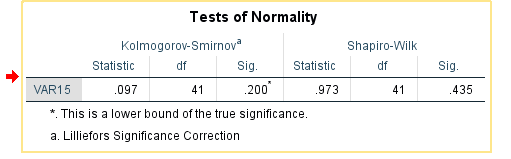 Tests of Normality
Kolmogorov-Smirnovᵃ Shapiro-Wilk
Statistic df Sig. Statistic df Sig.
VAR15 .097 41 .200* .973 41 .435
*. This is a lower bound of the true significance.
a. Lilliefors Significance Correction